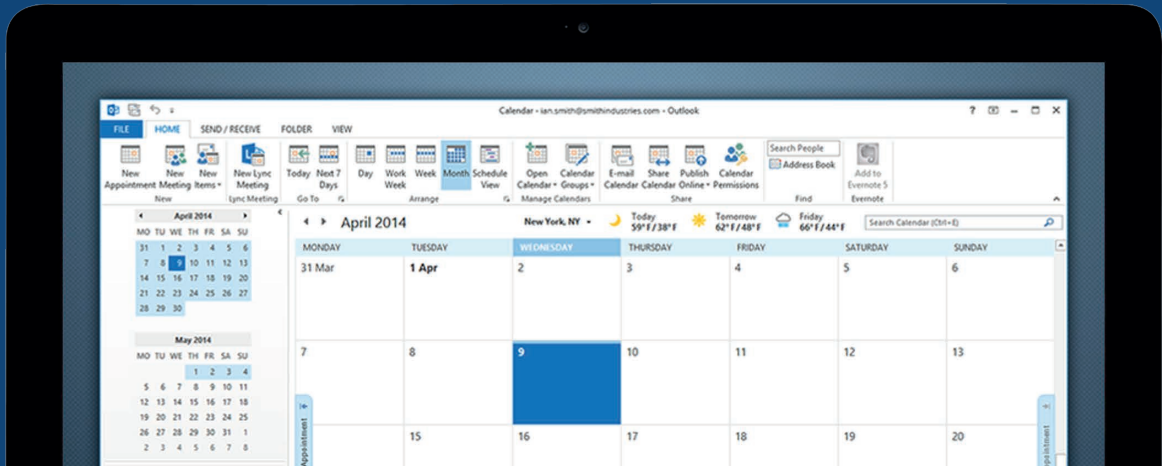 Calendar - ian.smith@smithindustries.com - Outlook
?
FILE HOME SEND / RECEIVE FOLDER VIEW
New Appointment
New Meeting
New Items
New
New Lync Meeting
Lync Meeting
Today
Next 7 Days
Go To
Day
Work Week
Week
Month
Schedule View
Arrange
Open Calendar
Calendar Groups
Manage Calendars
E-mail Calendar
Share Calendar
Publish Online
Calendar Permissions
Share
Search People
Address Book
Find
Add to Evernote 5
Evernote
April 2014
MO TU WE TH FR SA SU
31 1 2 3 4 5 6
7 8 9 10 11 12 13
14 15 16 17 18 19 20
21 22 23 24 25 26 27
28 29 30
May 2014
MO TU WE TH FR SA SU
1 2 3 4
5 6 7 8 9 10 11
12 13 14 15 16 17 18
19 20 21 22 23 24 25
26 27 28 29 30 31 1
2 3 4 5 6 7 8
April 2014
New York, NY
Today
59°F/38°F
Tomorrow
62°F/48°F
Friday
66°F/44°F
Search Calendar (Ctrl+E)
MONDAY TUESDAY WEDNESDAY THURSDAY FRIDAY SATURDAY SUNDAY
31 Mar 1 Apr 2 3 4 5 6
7 8 9 10 11 12 13
15 16 17 18 19 20
Appointment